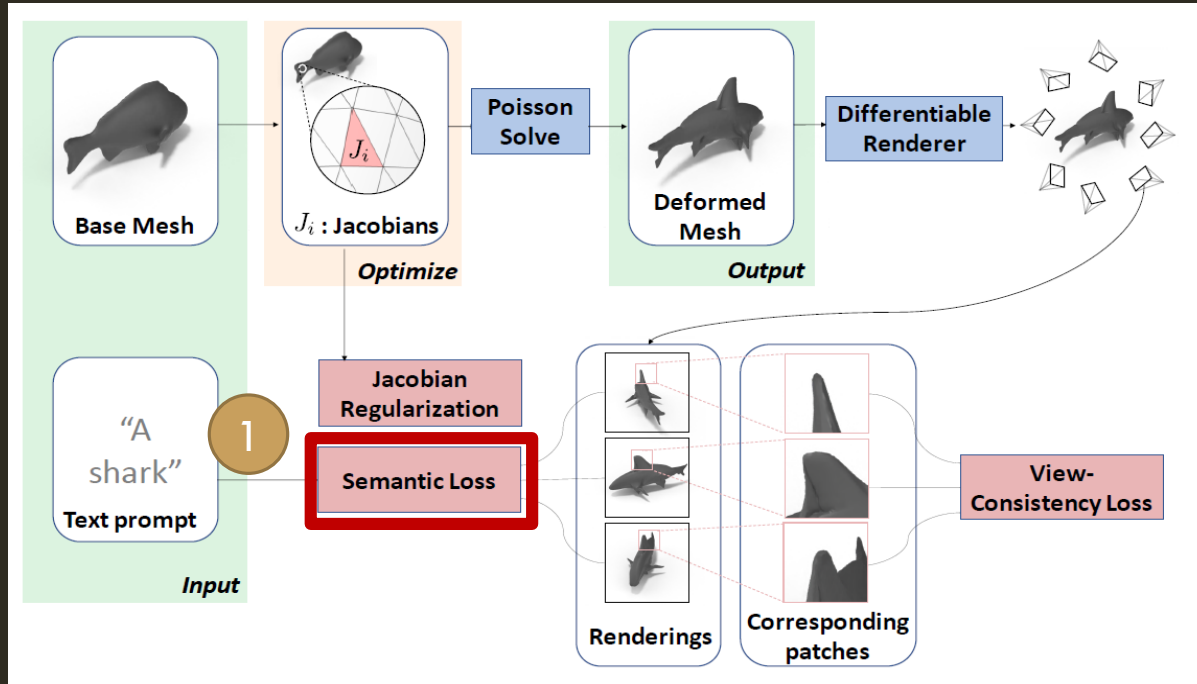 Base Mesh
J_i
J_i : Jacobians
Optimize
Poisson
Solve
Deformed
Mesh
Output
Differentiable
Renderer
“A
shark”
Text prompt
Input
1
Jacobian
Regularization
Semantic Loss
Renderings
Corresponding
patches
View-
Consistency Loss